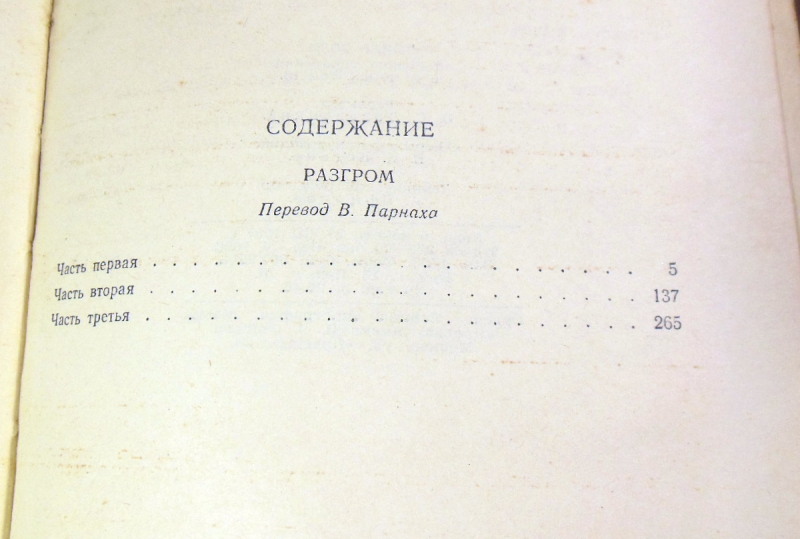 СОДЕРЖАНИЕ
РАЗГРОМ
Перевод В. Парнаха
Часть первая . . . . . . . . . . . . . . . . . . . 5
Часть вторая . . . . . . . . . . . . . . . . . . . 137
Часть третья . . . . . . . . . . . . . . . . . . . 265